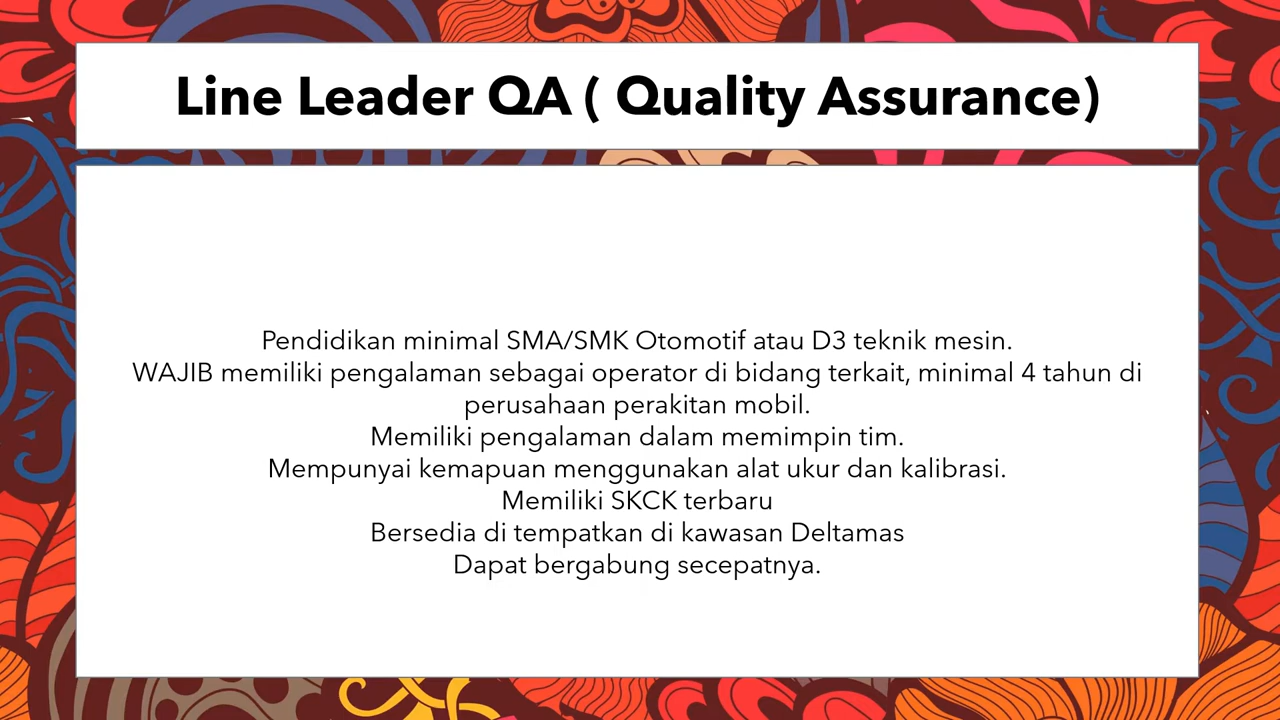 Line Leader QA ( Quality Assurance)
Pendidikan minimal SMA/SMK Otomotif atau D3 teknik mesin.
WAJIB memiliki pengalaman sebagai operator di bidang terkait, minimal 4 tahun di
perusahaan perakitan mobil.
Memiliki pengalaman dalam memimpin tim.
Mempunyai kemapuan menggunakan alat ukur dan kalibrasi.
Memiliki SKCK terbaru
Bersedia di tempatkan di kawasan Deltamas
Dapat bergabung secepatnya.